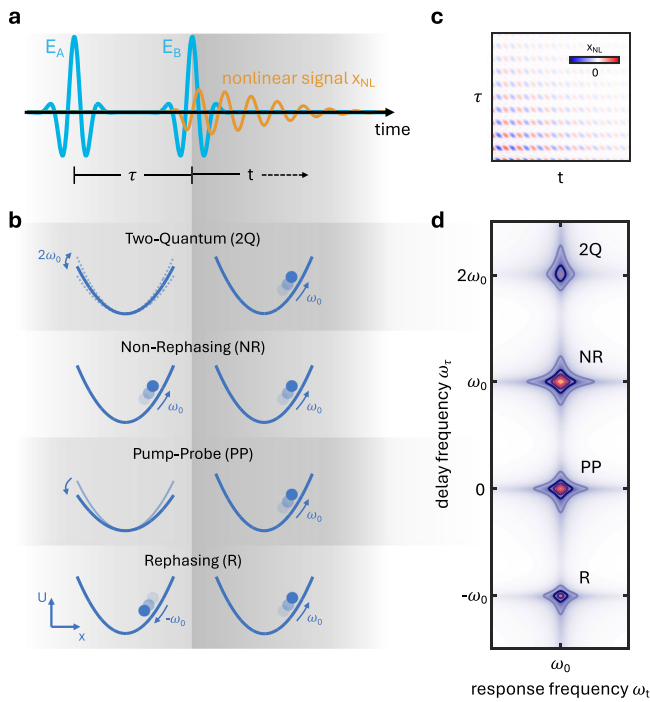 a
E_A
E_B
nonlinear signal x_NL
time
τ
t
b
Two-Quantum (2Q)
2ω₀
ω₀
Non-Rephasing (NR)
ω₀
ω₀
Pump-Probe (PP)
ω₀
Rephasing (R)
U
x
-ω₀
ω₀
c
x_NL
0
τ
t
d
2Q
2ω₀
NR
ω₀
PP
0
R
-ω₀
delay frequency ω_τ
ω₀
response frequency ω_t